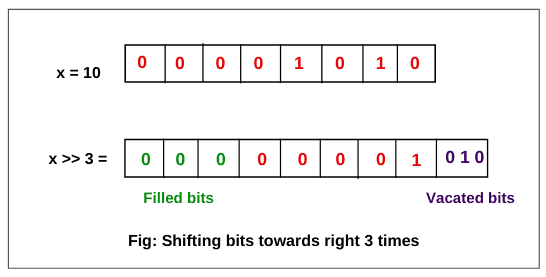 x = 10 0 0 0 0 1 0 1 0
x >> 3 = 0 0 0 0 0 0 0 1 0 1 0
Filled bits Vacated bits
Fig: Shifting bits towards right 3 times